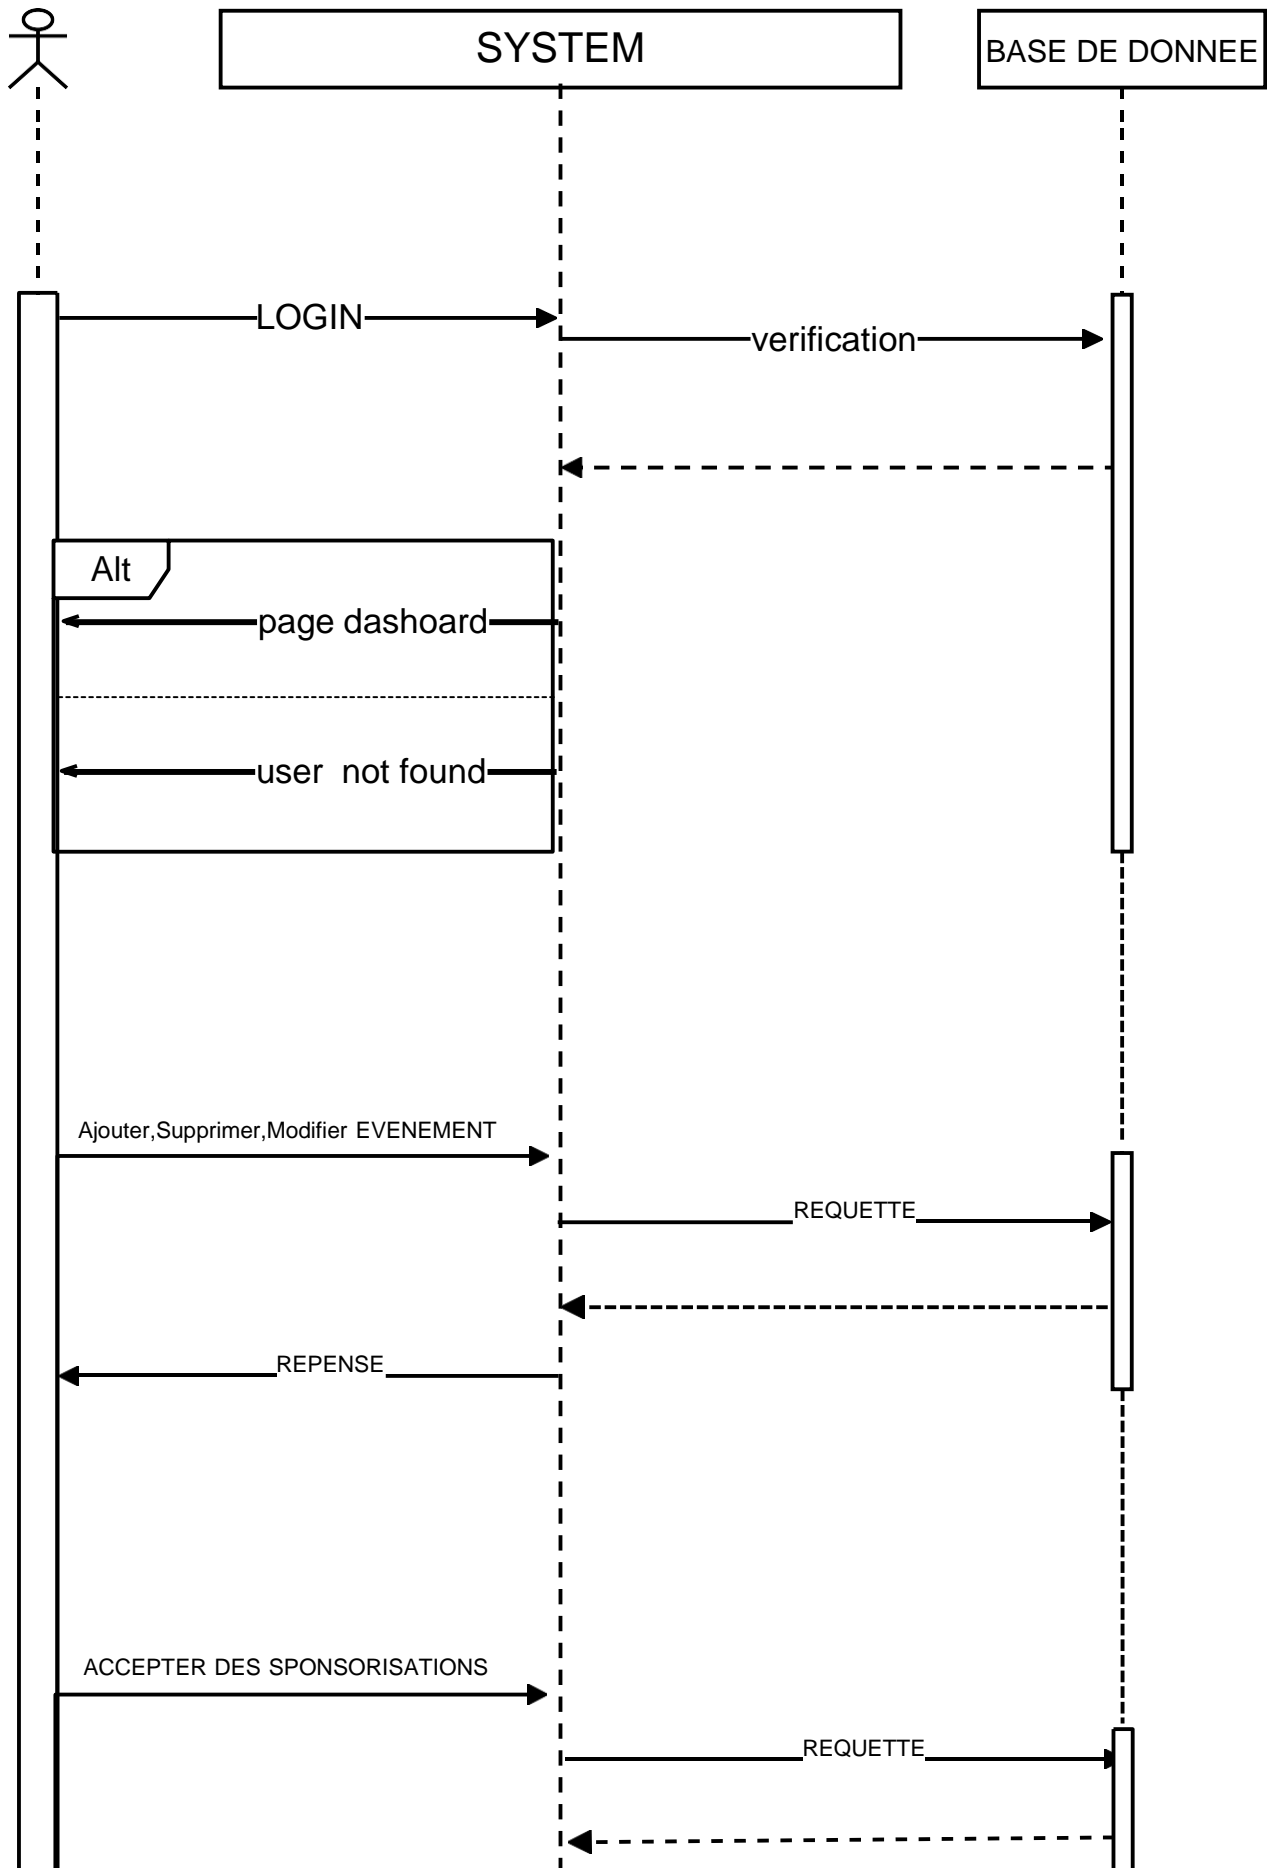 SYSTEM
BASE DE DONNEE
LOGIN
verification
Alt
page dashoard
user  not found
Ajouter,Supprimer,Modifier EVENEMENT
REQUETTE
REPENSE
ACCEPTER DES SPONSORISATIONS
REQUETTE